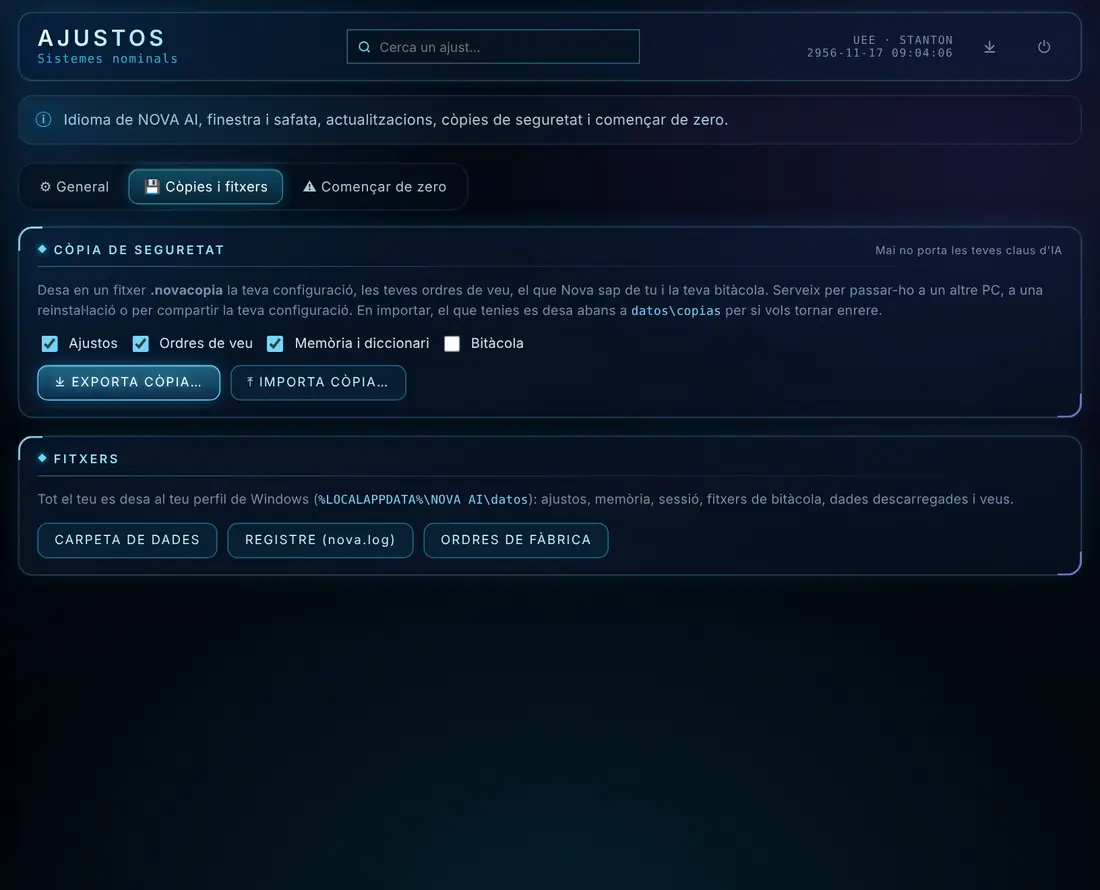 AJUSTOS
Sistemes nominals
Cerca un ajust...
UEE · STANTON
2956-11-17 09:04:06
Idioma de NOVA AI, finestra i safata, actualitzacions, còpies de seguretat i començar de zero.
General
Còpies i fitxers
Començar de zero
CÒPIA DE SEGURETAT
Mai no porta les teves claus d'IA
Desa en un fitxer .novacopia la teva configuració, les teves ordres de veu, el que Nova sap de tu i la teva bitàcola. Serveix per passar-ho a un altre PC, a una
reinstal·lació o per compartir la teva configuració. En importar, el que tenies es desa abans a datos\copias per si vols tornar enrere.
Ajustos
Ordres de veu
Memòria i diccionari
Bitàcola
EXPORTA CÒPIA...
IMPORTA CÒPIA...
FITXERS
Tot el teu es desa al teu perfil de Windows (%LOCALAPPDATA%\NOVA AI\datos): ajustos, memòria, sessió, fitxers de bitàcola, dades descarregades i veus.
CARPETA DE DADES
REGISTRE (nova.log)
ORDRES DE FÀBRICA